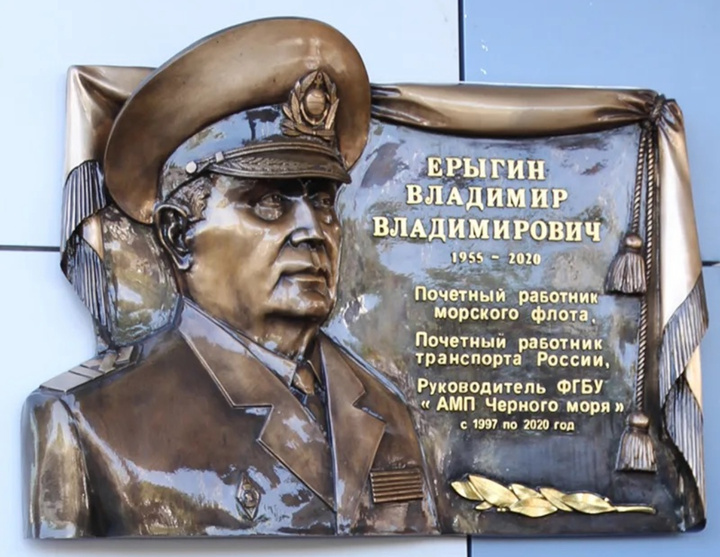 ЕРЫГИН
ВЛАДИМИР
ВЛАДИМИРОВИЧ
1955 - 2020
Почетный работник
морского флота,
Почетный работник
транспорта России,
Руководитель ФГБУ
« АМП Черного моря »
с 1997 по 2020 год